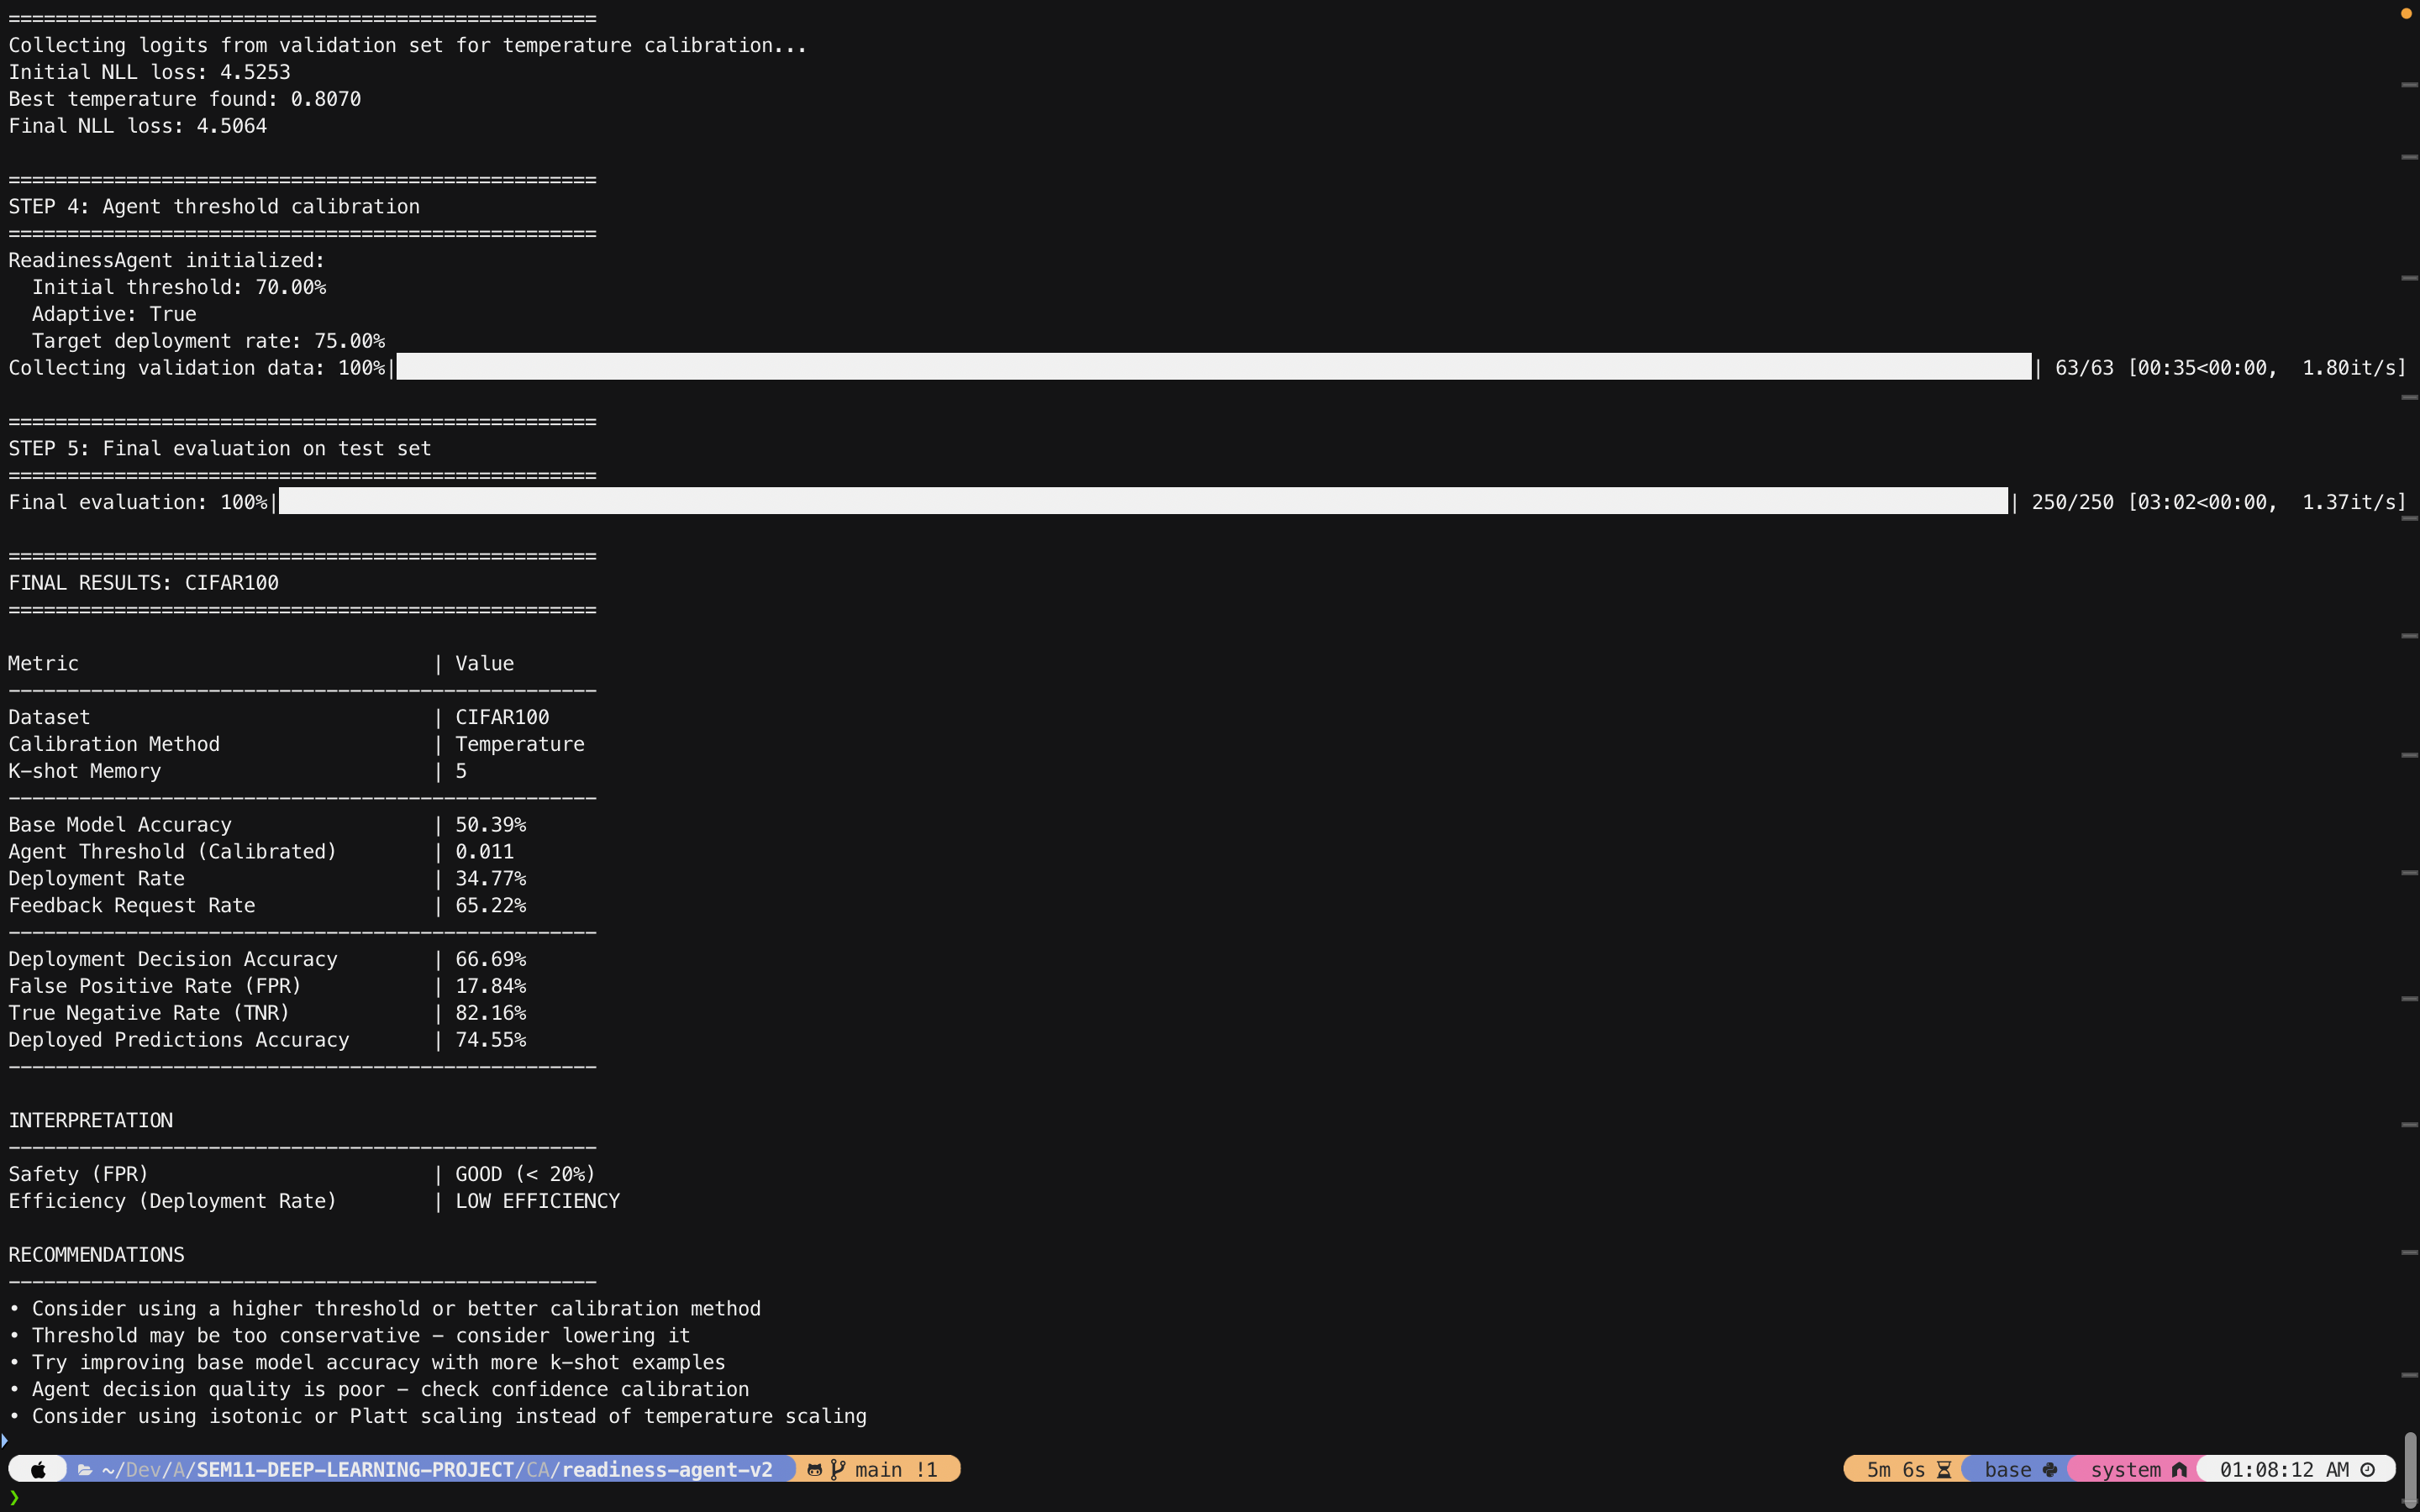 ==================================================
Collecting logits from validation set for temperature calibration...
Initial NLL loss: 4.5253
Best temperature found: 0.8070
Final NLL loss: 4.5064
==================================================
STEP 4: Agent threshold calibration
==================================================
ReadinessAgent initialized:
  Initial threshold: 70.00%
  Adaptive: True
  Target deployment rate: 75.00%
Collecting validation data: 100%| | 63/63 [00:35<00:00,  1.80it/s]
==================================================
STEP 5: Final evaluation on test set
==================================================
Final evaluation: 100%| | 250/250 [03:02<00:00,  1.37it/s]
==================================================
FINAL RESULTS: CIFAR100
==================================================
Metric | Value
--------------------------------------------------
Dataset | CIFAR100
Calibration Method | Temperature
K-shot Memory | 5
--------------------------------------------------
Base Model Accuracy | 50.39%
Agent Threshold (Calibrated) | 0.011
Deployment Rate | 34.77%
Feedback Request Rate | 65.22%
--------------------------------------------------
Deployment Decision Accuracy | 66.69%
False Positive Rate (FPR) | 17.84%
True Negative Rate (TNR) | 82.16%
Deployed Predictions Accuracy | 74.55%
--------------------------------------------------
INTERPRETATION
--------------------------------------------------
Safety (FPR) | GOOD (< 20%)
Efficiency (Deployment Rate) | LOW EFFICIENCY
RECOMMENDATIONS
--------------------------------------------------
• Consider using a higher threshold or better calibration method
• Threshold may be too conservative - consider lowering it
• Try improving base model accuracy with more k-shot examples
• Agent decision quality is poor - check confidence calibration
• Consider using isotonic or Platt scaling instead of temperature scaling
~/Dev/A/SEM11-DEEP-LEARNING-PROJECT/CA/readiness-agent-v2 main !1 5m 6s base system 01:08:12 AM
❯